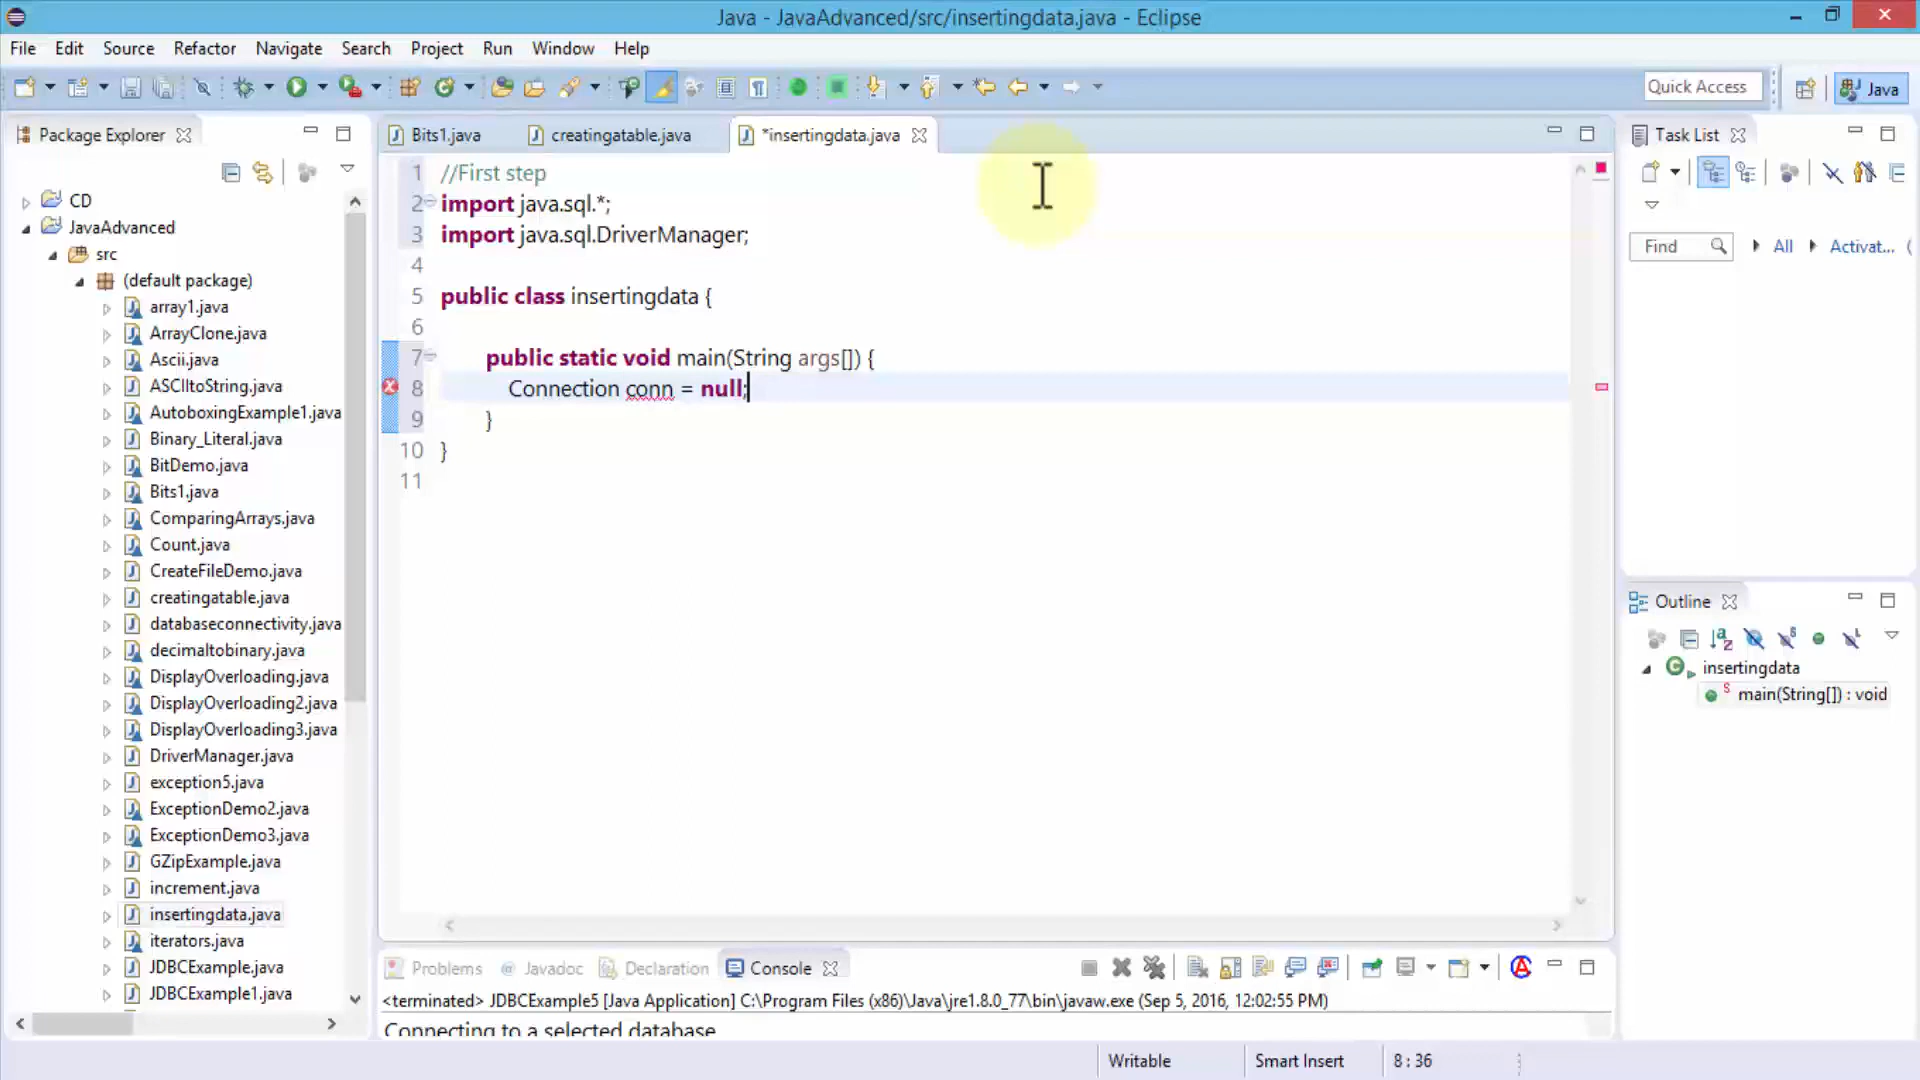 Java - JavaAdvanced/src/insertingdata.java - Eclipse
File Edit Source Refactor Navigate Search Project Run Window Help
Quick Access
Java
Package Explorer
CD
JavaAdvanced
src
(default package)
array1.java
ArrayClone.java
Ascii.java
ASCIItoString.java
AutoboxingExample1.java
Binary_Literal.java
BitDemo.java
Bits1.java
ComparingArrays.java
Count.java
CreateFileDemo.java
creatingatable.java
databaseconnectivity.java
decimaltobinary.java
DisplayOverloading.java
DisplayOverloading2.java
DisplayOverloading3.java
DriverManager.java
exception5.java
ExceptionDemo2.java
ExceptionDemo3.java
GZipExample.java
increment.java
insertingdata.java
iterators.java
JDBCExample.java
JDBCExample1.java
Bits1.java creatingatable.java *insertingdata.java
1 //First step
2 import java.sql.*;
3 import java.sql.DriverManager;
4
5 public class insertingdata {
6
7 public static void main(String args[]) {
8 Connection conn = null;
9 }
10 }
11
Task List
Find All Activat...
Outline
insertingdata
main(String[]) : void
Problems Javadoc Declaration Console
<terminated> JDBCExample5 [Java Application] C:\Program Files (x86)\Java\jre1.8.0_77\bin\javaw.exe (Sep 5, 2016, 12:02:55 PM)
Connecting to a selected database
Writable Smart Insert 8 : 36